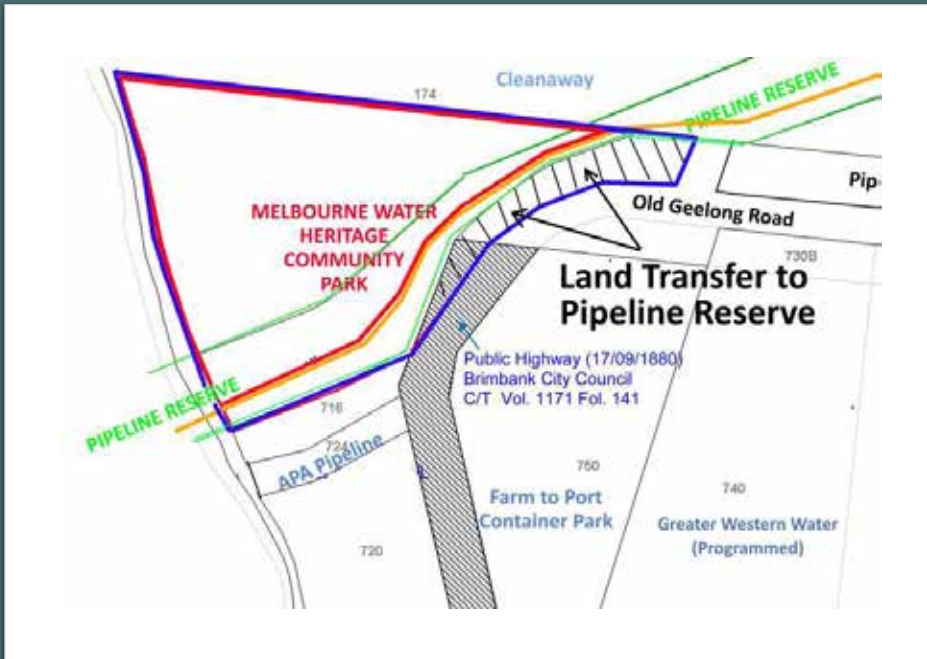 Cleanaway
174
PIPELINE RESERVE
MELBOURNE WATER
HERITAGE
COMMUNITY
PARK
Pip
Old Geelong Road
730B
Land Transfer to
Pipeline Reserve
Public Highway (17/09/1880)
Brimbank City Council
C/T Vol. 1171 Fol. 141
PIPELINE RESERVE
716
724
APA Pipeline
750
740
Farm to Port
Container Park
Greater Western Water
(Programmed)
720